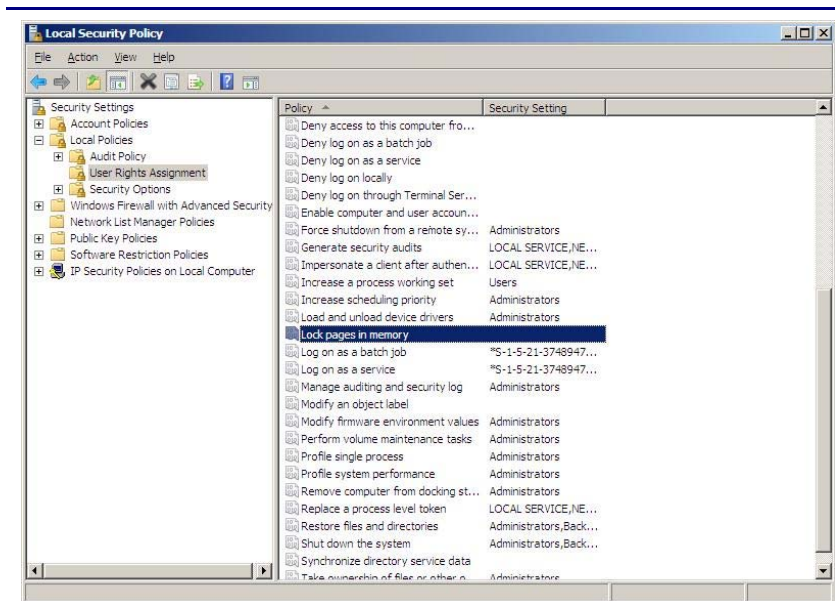 Local Security Policy
File Action View Help
Security Settings
Account Policies
Local Policies
Audit Policy
User Rights Assignment
Security Options
Windows Firewall with Advanced Security
Network List Manager Policies
Public Key Policies
Software Restriction Policies
IP Security Policies on Local Computer
Policy Security Setting
Deny access to this computer fro...
Deny log on as a batch job
Deny log on as a service
Deny log on locally
Deny log on through Terminal Ser...
Enable computer and user accoun...
Force shutdown from a remote sy... Administrators
Generate security audits LOCAL SERVICE,NE...
Impersonate a client after authen... LOCAL SERVICE,NE...
Increase a process working set Users
Increase scheduling priority Administrators
Load and unload device drivers Administrators
Lock pages in memory
Log on as a batch job *S-1-5-21-3748947...
Log on as a service *S-1-5-21-3748947...
Manage auditing and security log Administrators
Modify an object label
Modify firmware environment values Administrators
Perform volume maintenance tasks Administrators
Profile single process Administrators
Profile system performance Administrators
Remove computer from docking st... Administrators
Replace a process level token LOCAL SERVICE,NE...
Restore files and directories Administrators,Back...
Shut down the system Administrators,Back...
Synchronize directory service data
Take ownership of files or other o... Administrators